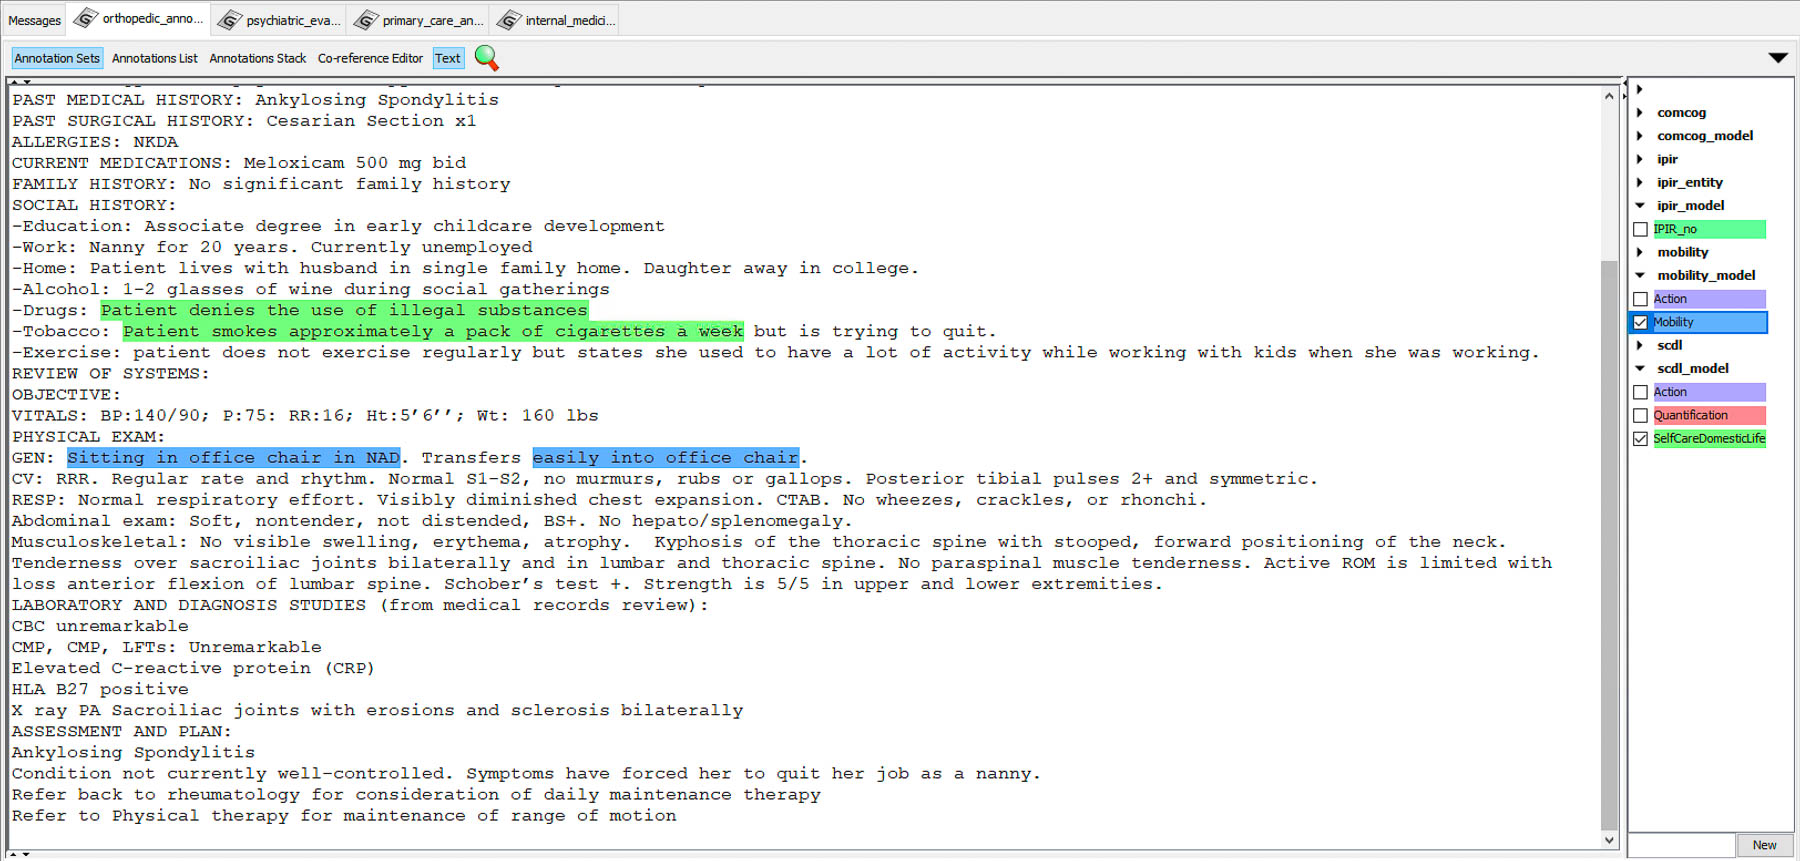 Messages orthopedic_anno... psychiatric_eva... primary_care_an... internal_medici...
Annotation Sets Annotations List Annotations Stack Co-reference Editor Text
PAST MEDICAL HISTORY: Ankylosing Spondylitis
PAST SURGICAL HISTORY: Cesarian Section x1
ALLERGIES: NKDA
CURRENT MEDICATIONS: Meloxicam 500 mg bid
FAMILY HISTORY: No significant family history
SOCIAL HISTORY:
-Education: Associate degree in early childcare development
-Work: Nanny for 20 years. Currently unemployed
-Home: Patient lives with husband in single family home. Daughter away in college.
-Alcohol: 1-2 glasses of wine during social gatherings
-Drugs: Patient denies the use of illegal substances
-Tobacco: Patient smokes approximately a pack of cigarettes a week but is trying to quit.
-Exercise: patient does not exercise regularly but states she used to have a lot of activity while working with kids when she was working.
REVIEW OF SYSTEMS:
OBJECTIVE:
VITALS: BP:140/90; P:75: RR:16; Ht:5’6’’; Wt: 160 lbs
PHYSICAL EXAM:
GEN: Sitting in office chair in NAD. Transfers easily into office chair.
CV: RRR. Regular rate and rhythm. Normal S1-S2, no murmurs, rubs or gallops. Posterior tibial pulses 2+ and symmetric.
RESP: Normal respiratory effort. Visibly diminished chest expansion. CTAB. No wheezes, crackles, or rhonchi.
Abdominal exam: Soft, nontender, not distended, BS+. No hepato/splenomegaly.
Musculoskeletal: No visible swelling, erythema, atrophy.  Kyphosis of the thoracic spine with stooped, forward positioning of the neck.
Tenderness over sacroiliac joints bilaterally and in lumbar and thoracic spine. No paraspinal muscle tenderness. Active ROM is limited with
loss anterior flexion of lumbar spine. Schober’s test +. Strength is 5/5 in upper and lower extremities.
LABORATORY AND DIAGNOSIS STUDIES (from medical records review):
CBC unremarkable
CMP, CMP, LFTs: Unremarkable
Elevated C-reactive protein (CRP)
HLA B27 positive
X ray PA Sacroiliac joints with erosions and sclerosis bilaterally
ASSESSMENT AND PLAN:
Ankylosing Spondylitis
Condition not currently well-controlled. Symptoms have forced her to quit her job as a nanny.
Refer back to rheumatology for consideration of daily maintenance therapy
Refer to Physical therapy for maintenance of range of motion
comcog
comcog_model
ipir
ipir_entity
ipir_model
IPIR_no
mobility
mobility_model
Action
Mobility
scdl
scdl_model
Action
Quantification
SelfCareDomesticLife
New